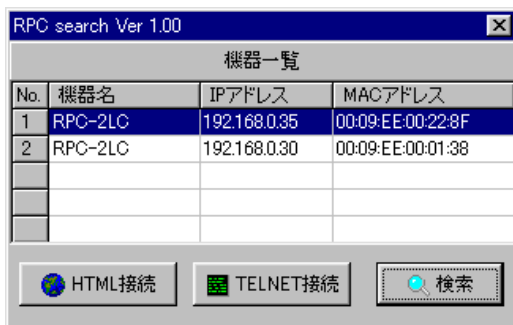 RPC search Ver 1.00
機器一覧
No. 機器名 IPアドレス MACアドレス
1 RPC-2LC 192.168.0.35 00:09:EE:00:22:8F
2 RPC-2LC 192.168.0.30 00:09:EE:00:01:38
HTML接続 TELNET接続 検索